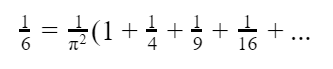 1/6 = 1/π² (1 + 1/4 + 1/9 + 1/16 + ...